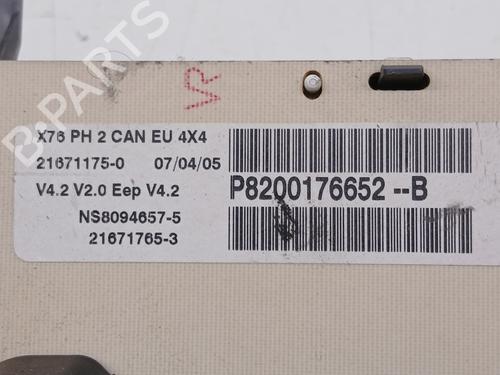 VR
X76 PH 2 CAN EU 4X4
21671175-0 07/04/05
V4.2 V2.0 Eep V4.2
P8200176652 --B
NS8094657-5
21671765-3
B-PARTS